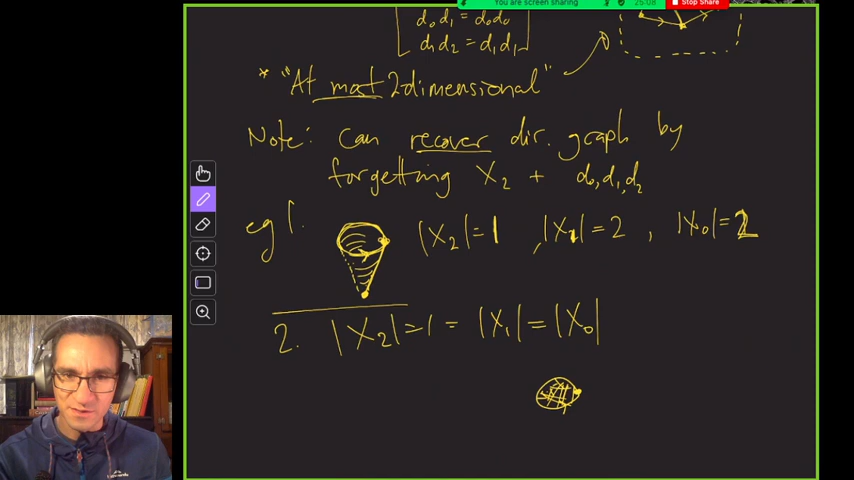 You are screen sharing 25:08 Stop Share
d₀d₁ = d₀d₀
d₁d₂ = d₁d₁
* "At most 2 dimensional"
Note: can recover dir. graph by
forgetting X₂ + d₀,d₁,d₂
eg 1. |X₂|=1 , |X₁|=2 , |X₀|=2
2. |X₂|=1=|X₁|=|X₀|